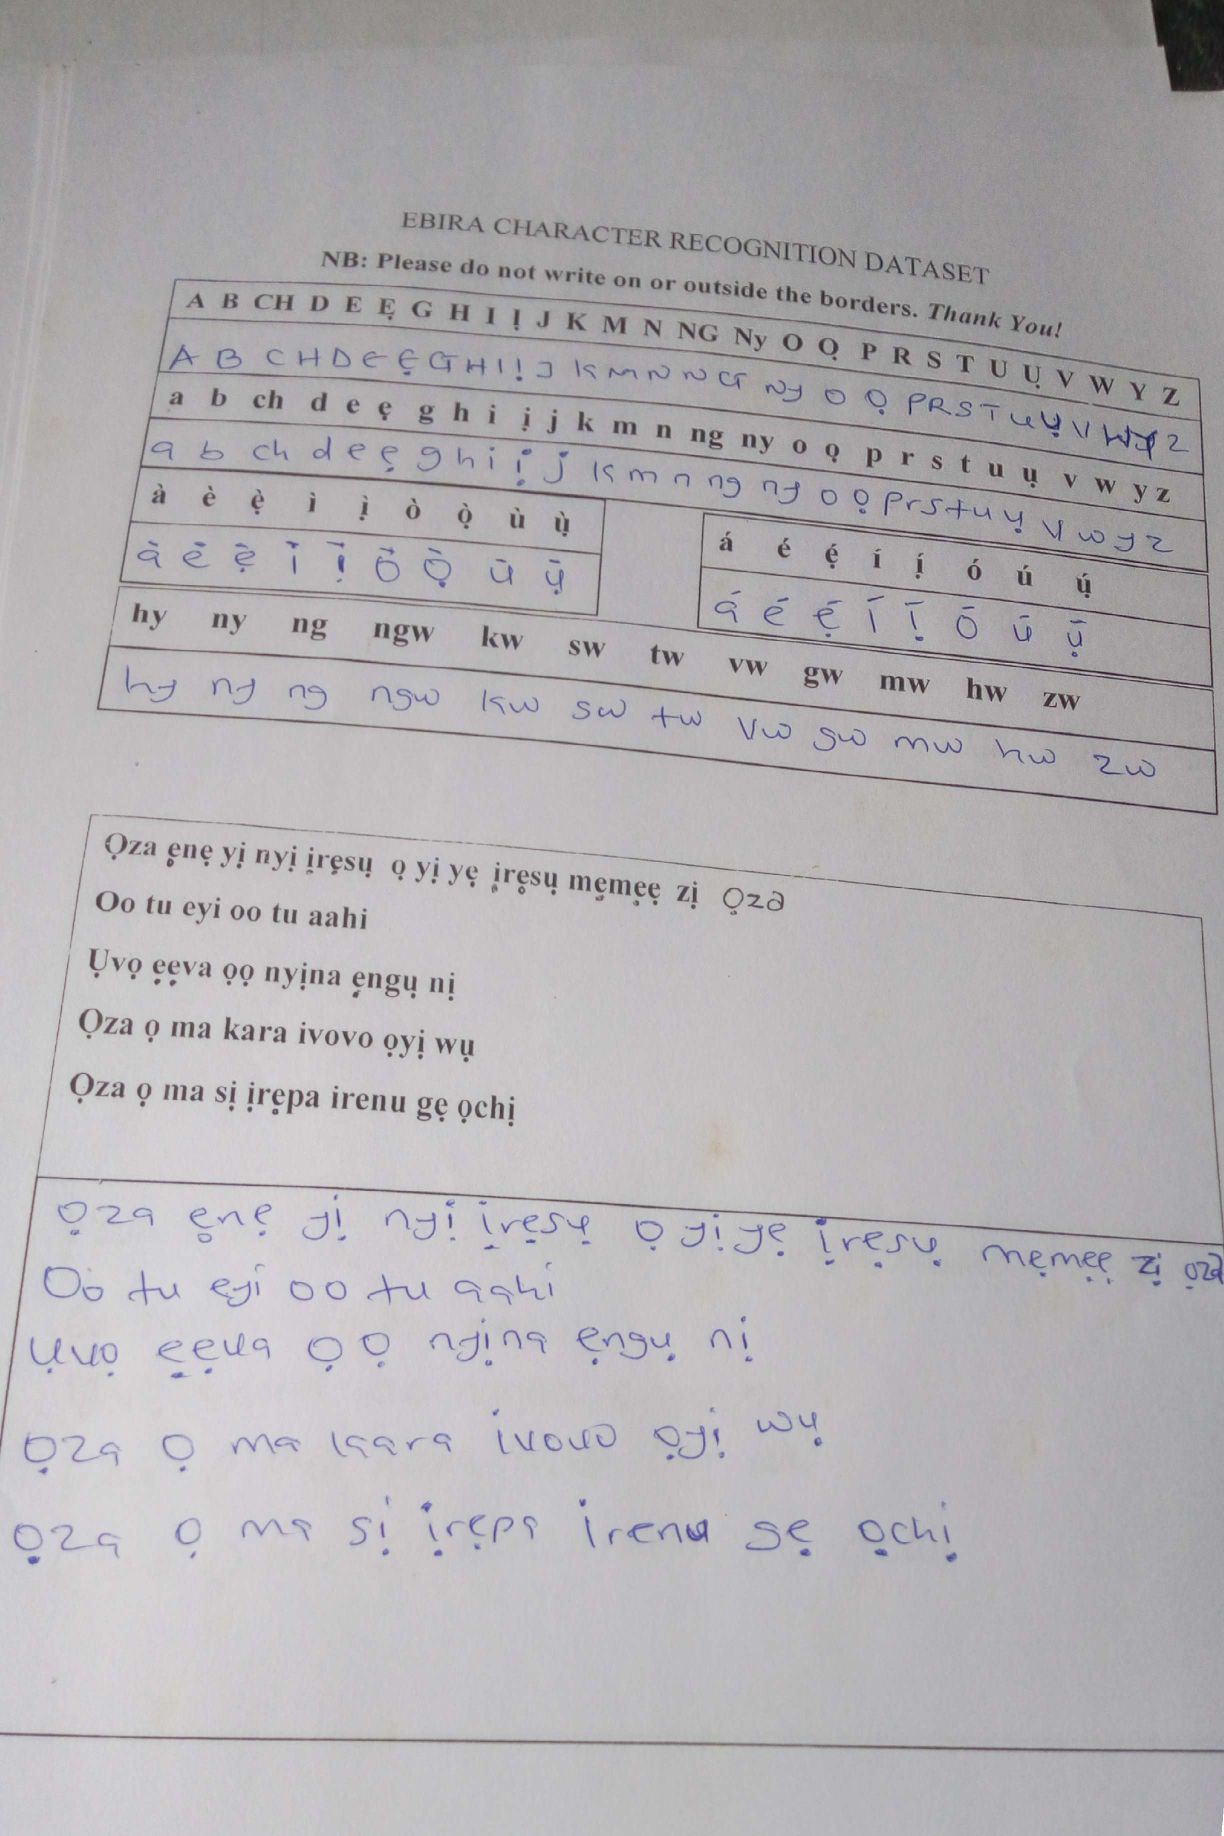 EBIRA CHARACTER RECOGNITION DATASET
NB: Please do not write on or outside the borders. Thank You!
A B CH D E Ẹ G H I Ị J K M N NG Ny O Ọ P R S T U Ụ V W Y Z
A B C H D E Ẹ G H I Ị J K M N N G ny O Ọ P R S T U Ụ V W Y Z
a b ch d e ẹ g h i ị j k m n ng ny o ọ p r s t u ụ v w y z
a b ch d e ẹ g h i ị j k m n ng ny o ọ p r s t u ụ v w y z
à è ẹ̀ ì ị̀ ò ọ̀ ù ụ̀
à è ẹ̀ ì ị̀ ò ọ̀ ù ụ̀
á é ẹ́ í ị́ ó ú ụ́
á é ẹ́ í ị́ ó ú ụ́
hy ny ng ngw kw sw tw vw gw mw hw zw
hy ny ng ngw kw sw tw vw gw mw hw zw
Ọza ẹnẹ yị nyị ịrẹsụ ọ yị yẹ ịrẹsụ mẹmẹẹ zị Ọza
Oo tu eyi oo tu aahi
Ụvọ ẹẹva ọọ nyịna ẹngụ nị
Ọza ọ ma kara ivovo ọyị wụ
Ọza ọ ma sị ịrẹpa irenu gẹ ọchị
Ọza ẹnẹ yị nyị ịrẹsụ ọ yị yẹ ịrẹsụ mẹmẹẹ zị ọza
Oo tu eyi oo tu aahi
Ụvọ ẹẹva ọ ọ nyịna ẹngụ nị
Ọza ọ ma kara ivovo ọyị wụ
Ọza ọ ma sị ịrẹpa irenu gẹ ọchị